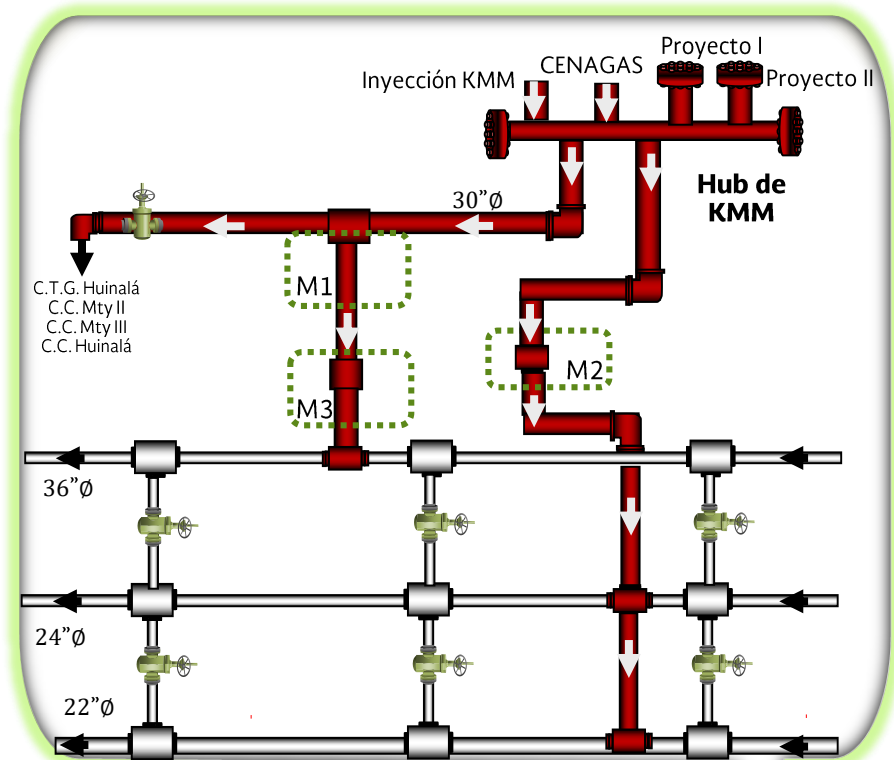 Proyecto I
CENAGAS
Inyección KMM
Proyecto II
Hub de
KMM
30”Ø
C.T.G. Huinalá
C.C. Mty II
C.C. Mty III
C.C. Huinalá
M1
M2
M3
36”Ø
24”Ø
22”Ø